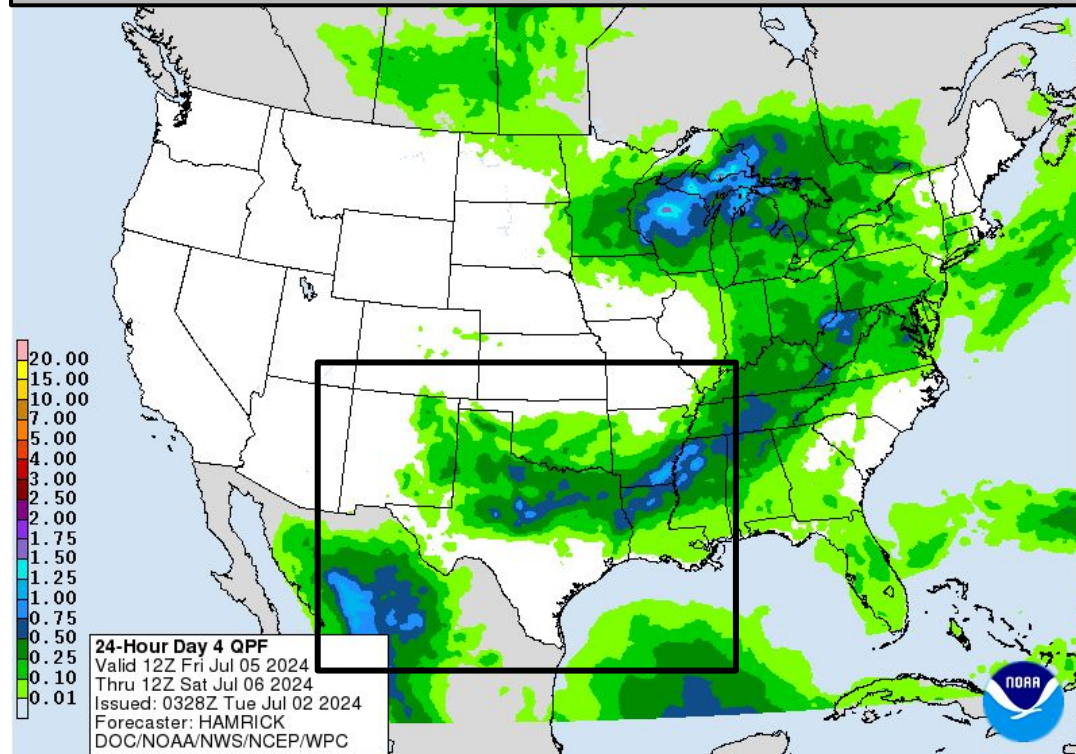 20.00
15.00
10.00
7.00
5.00
4.00
3.00
2.50
2.00
1.75
1.50
1.25
1.00
0.75
0.50
0.25
0.10
0.01
24-Hour Day 4 QPF
Valid 12Z Fri Jul 05 2024
Thru 12Z Sat Jul 06 2024
Issued: 0328Z Tue Jul 02 2024
Forecaster: HAMRICK
DOC/NOAA/NWS/NCEP/WPC
NOAA